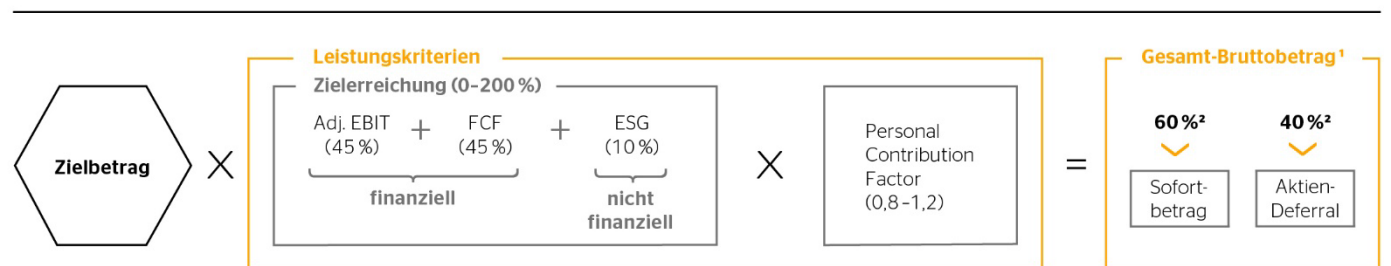 Leistungskriterien
Gesamt-Bruttobetrag¹
Zielerreichung (0–200 %)
Zielbetrag
×
Adj. EBIT
(45 %)
+
FCF
(45 %)
+
ESG
(10 %)
finanziell
nicht
finanziell
×
Personal
Contribution
Factor
(0,8–1,2)
=
60 %²
Sofort-
betrag
40 %²
Aktien-
Deferral